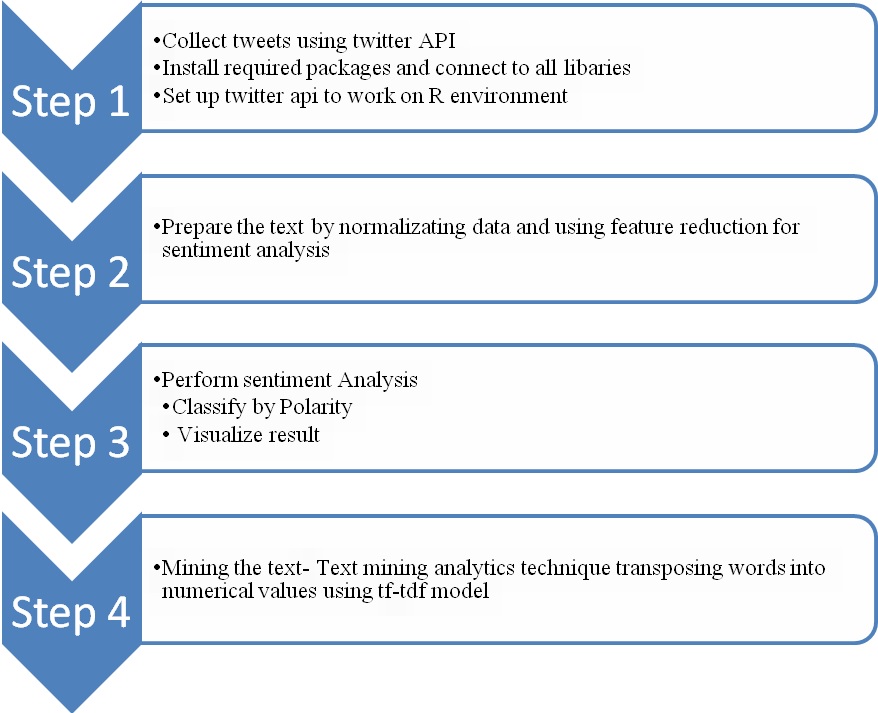 Step 1
•Collect tweets using twitter API
•Install required packages and connect to all libaries
•Set up twitter api to work on R environment
Step 2
•Prepare the text by normalizating data and using feature reduction for
sentiment analysis
Step 3
•Perform sentiment Analysis
•Classify by Polarity
• Visualize result
Step 4
•Mining the text- Text mining analytics technique transposing words into
numerical values using tf-tdf model